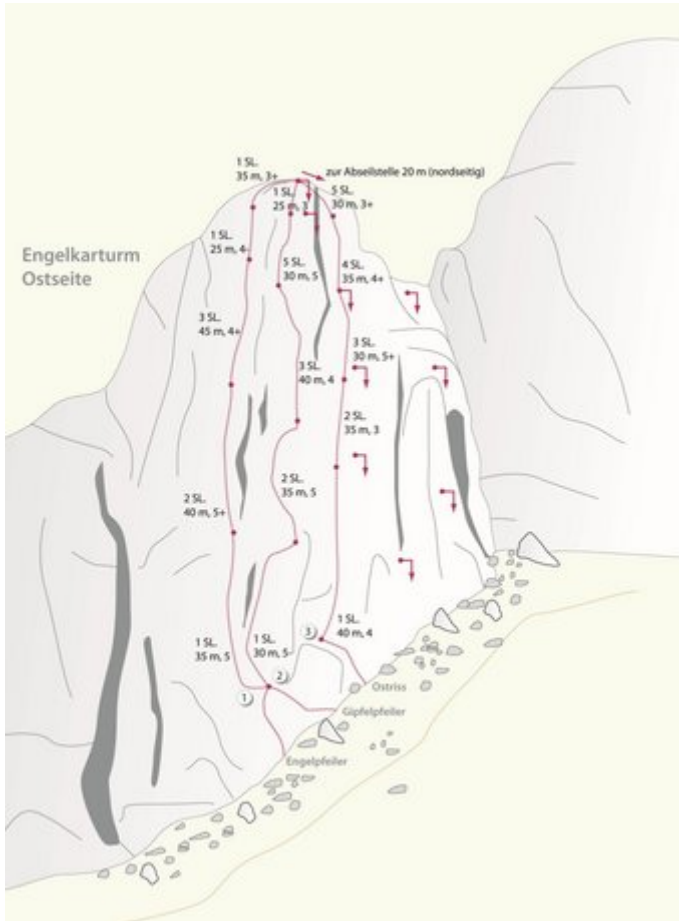 1 SL.
35 m, 3+
zur Abseilstelle 20 m (nordseitig)
1 SL.
25 m, 3
5 SL.
30 m, 3+
Engelkarturm
Ostseite
1 SL.
25 m, 4-
5 SL.
30 m, 5
4 SL.
35 m, 4+
3 SL.
45 m, 4+
3 SL.
40 m, 4
3 SL.
30 m, 5+
2 SL.
35 m, 3
2 SL.
40 m, 5+
2 SL.
35 m, 5
1 SL.
35 m, 5
1 SL.
30 m, 5-
3
1 SL.
40 m, 4
1
2
Ostriss
Gipfelpfeiler
Engelpfeiler